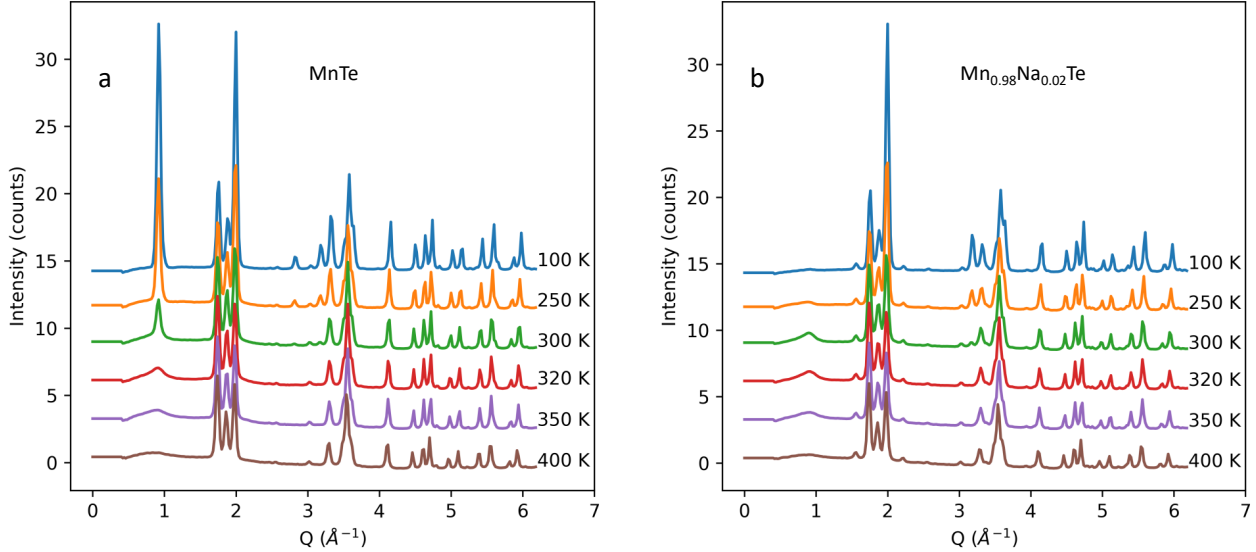 a
MnTe
Intensity (counts)
30
25
20
15
10
5
0
100 K
250 K
300 K
320 K
350 K
400 K
0 1 2 3 4 5 6 7
Q (Å⁻¹)
b
Mn₀.₉₈Na₀.₀₂Te
Intensity (counts)
30
25
20
15
10
5
0
100 K
250 K
300 K
320 K
350 K
400 K
0 1 2 3 4 5 6 7
Q (Å⁻¹)